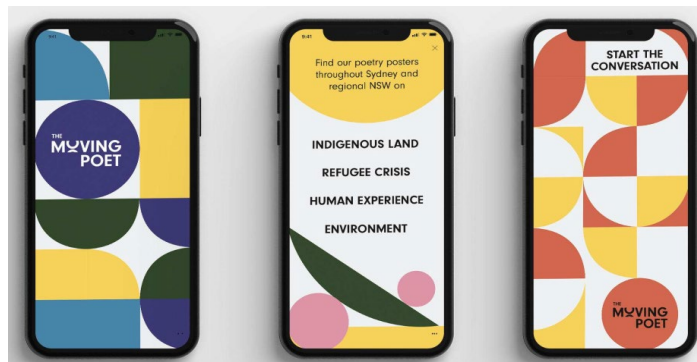 THE
MOVING
POET
9:41
Find our poetry posters
throughout Sydney and
regional NSW on
INDIGENOUS LAND
REFUGEE CRISIS
HUMAN EXPERIENCE
ENVIRONMENT
START THE
CONVERSATION
THE
MOVING
POET